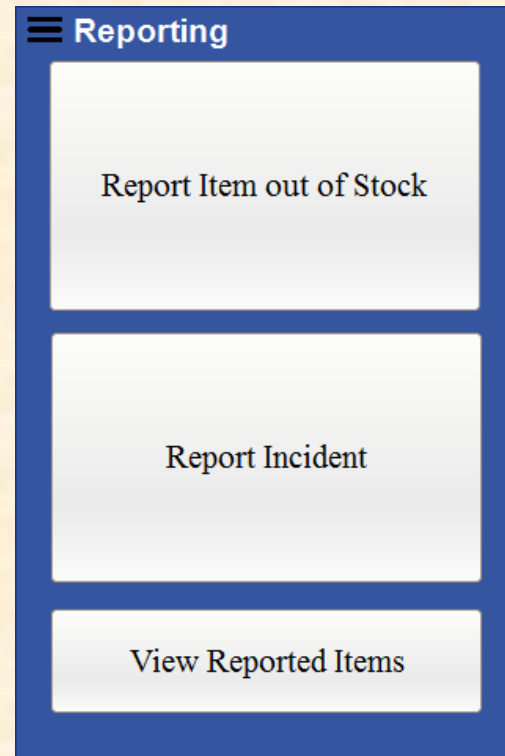 Reporting
Report Item out of Stock
Report Incident
View Reported Items